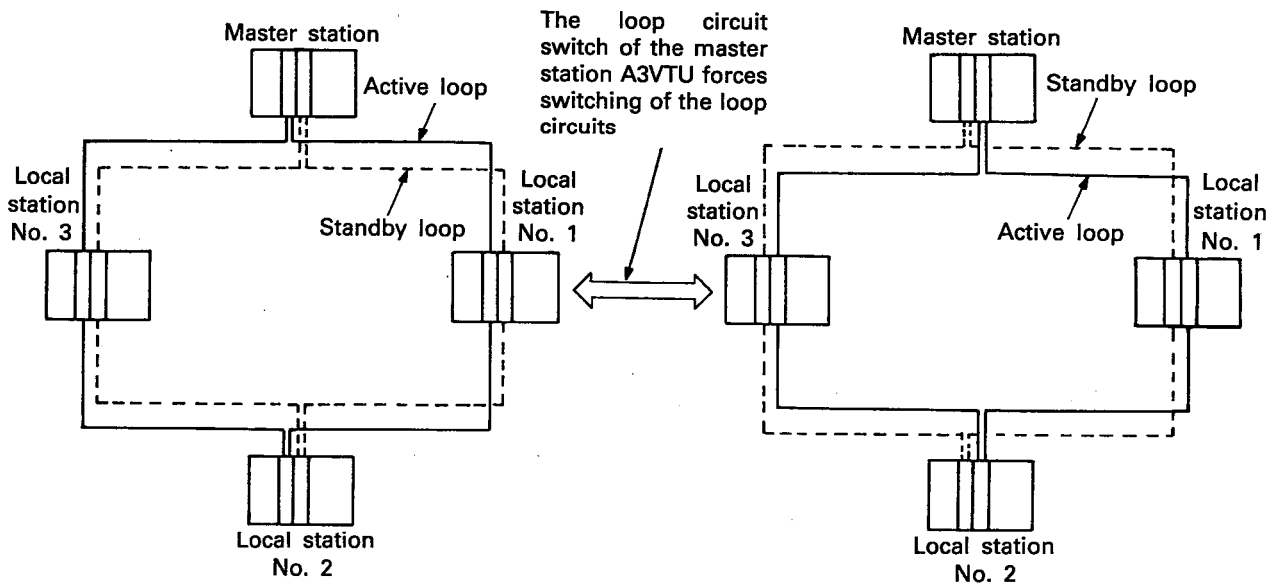 Master station
Active loop
Local
station
No. 3
Local
station
No. 1
Standby loop
Local station
No. 2
The loop circuit
switch of the master
station A3VTU forces
switching of the loop
circuits
Master station
Standby loop
Local
station
No. 3
Local
station
No. 1
Active loop
Local station
No. 2